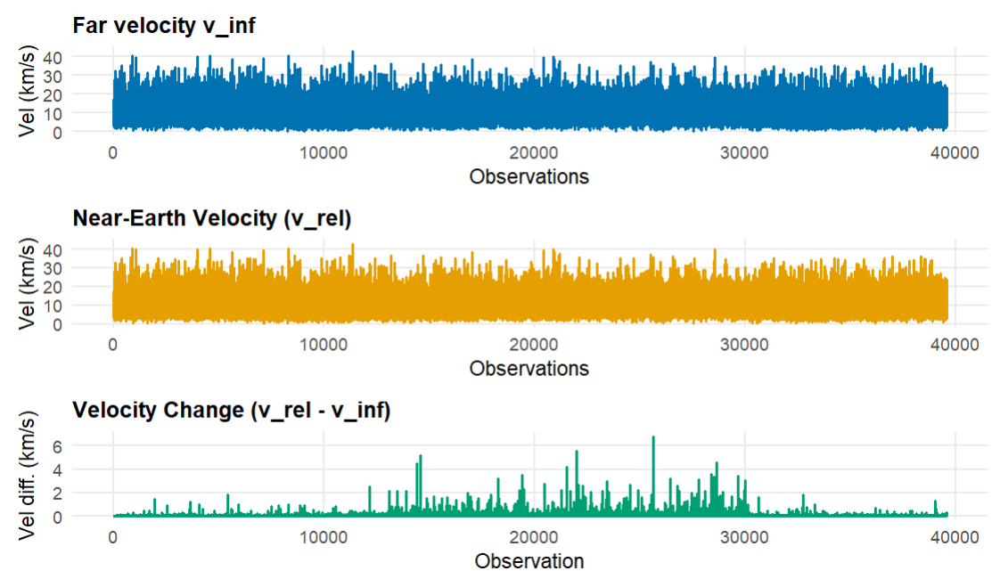 Far velocity v_inf
Vel (km/s)
40
30
20
10
0
0 10000 20000 30000 40000
Observations
Near-Earth Velocity (v_rel)
Vel (km/s)
40
30
20
10
0
0 10000 20000 30000 40000
Observations
Velocity Change (v_rel - v_inf)
Vel diff. (km/s)
6
4
2
0
0 10000 20000 30000 40000
Observation